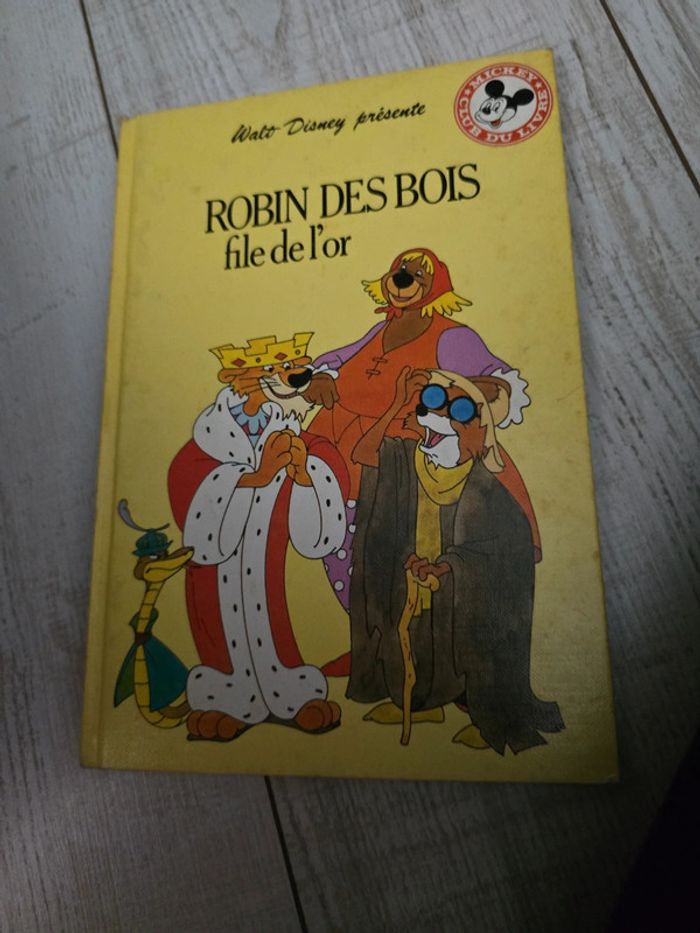 Walt Disney présente
MICKEY
CLUB DU LIVRE
ROBIN DES BOIS
file de l'or